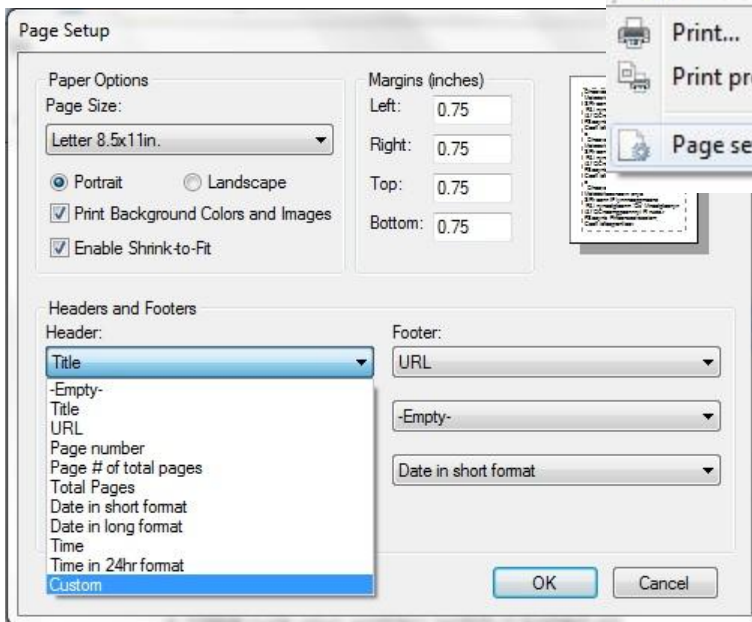 Page Setup
Print...
Print pr
Page se
Paper Options
Page Size:
Letter 8.5x11in.
Portrait
Landscape
Print Background Colors and Images
Enable Shrink-to-Fit
Margins (inches)
Left: 0.75
Right: 0.75
Top: 0.75
Bottom: 0.75
Headers and Footers
Header:
Title
-Empty-
Title
URL
Page number
Page # of total pages
Total Pages
Date in short format
Date in long format
Time
Time in 24hr format
Custom
Footer:
URL
-Empty-
Date in short format
OK
Cancel